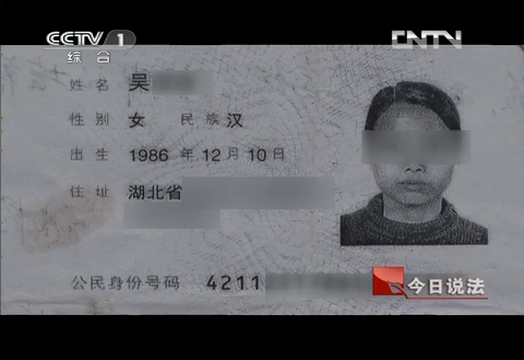 CCTV 1
综合
CNTV
姓名 吴
性别 女 民族 汉
出生 1986 年 12 月 10 日
住址 湖北省
公民身份号码 4211
今日说法